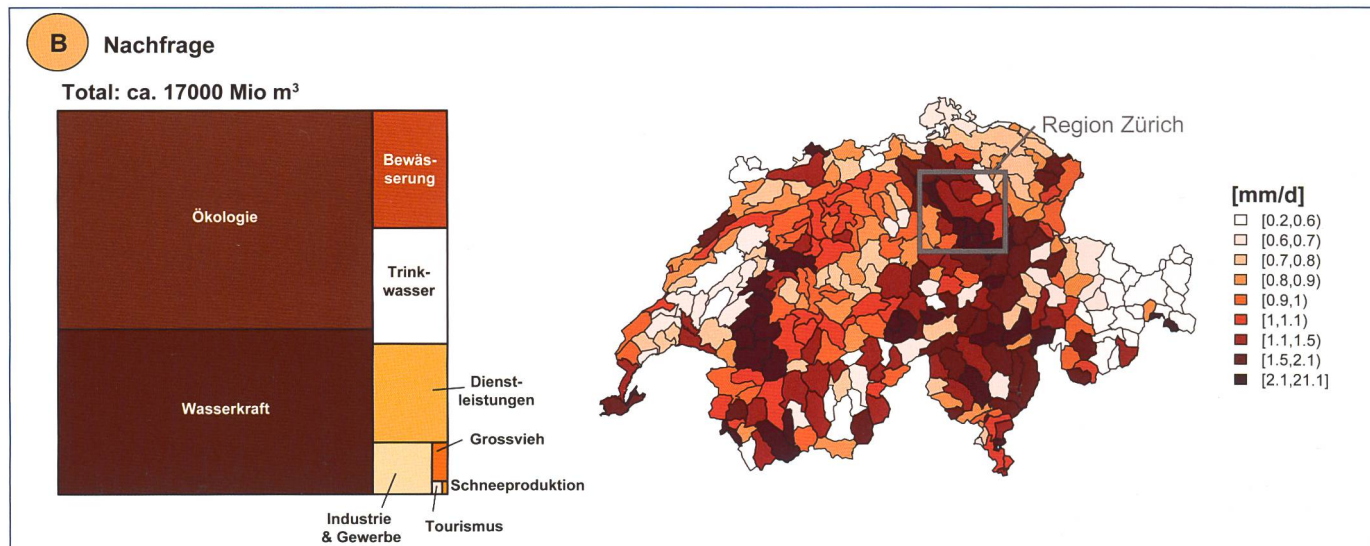 B
Nachfrage
Total: ca. 17000 Mio m³
Ökologie
Wasserkraft
Bewäs-
serung
Trink-
wasser
Dienst-
leistungen
Grossvieh
Schneeproduktion
Industrie
& Gewerbe
Tourismus
Region Zürich
[mm/d]
[0.2,0.6)
[0.6,0.7)
[0.7,0.8)
[0.8,0.9)
[0.9,1)
[1,1.1)
[1.1,1.5)
[1.5,2.1)
[2.1,21.1]